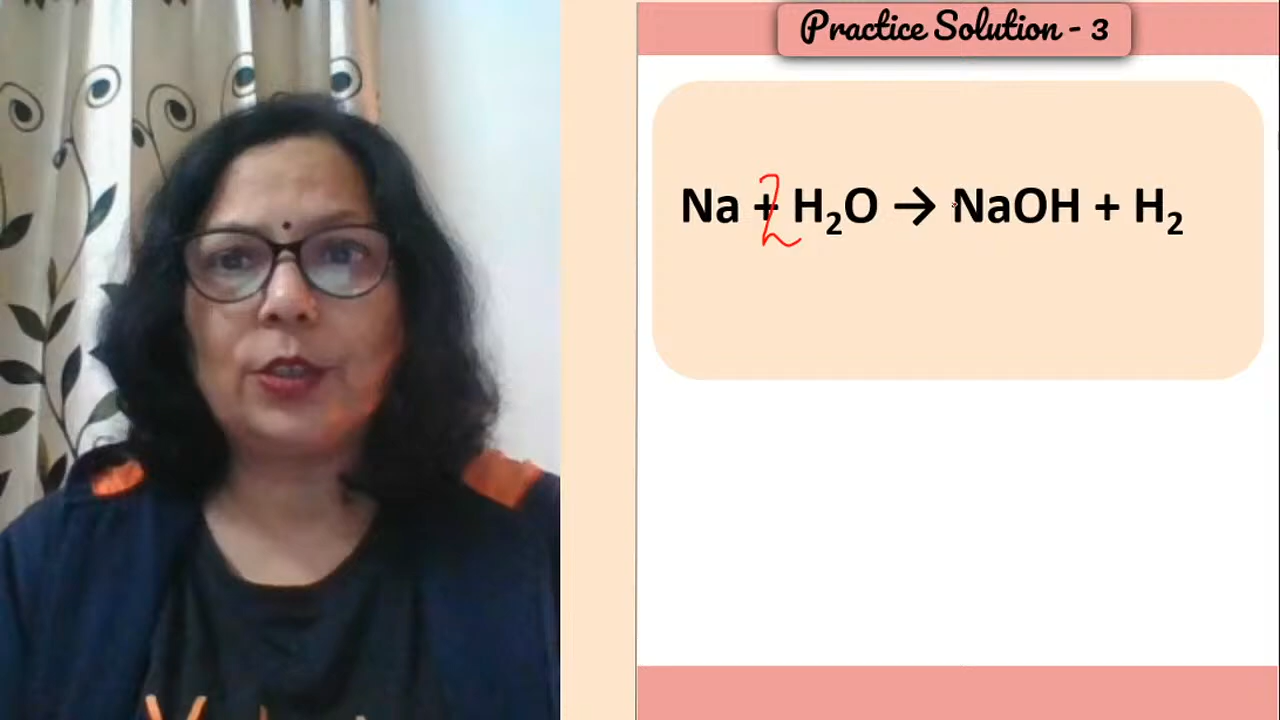 Practice Solution - 3
Na + 2 H₂O → NaOH + H₂